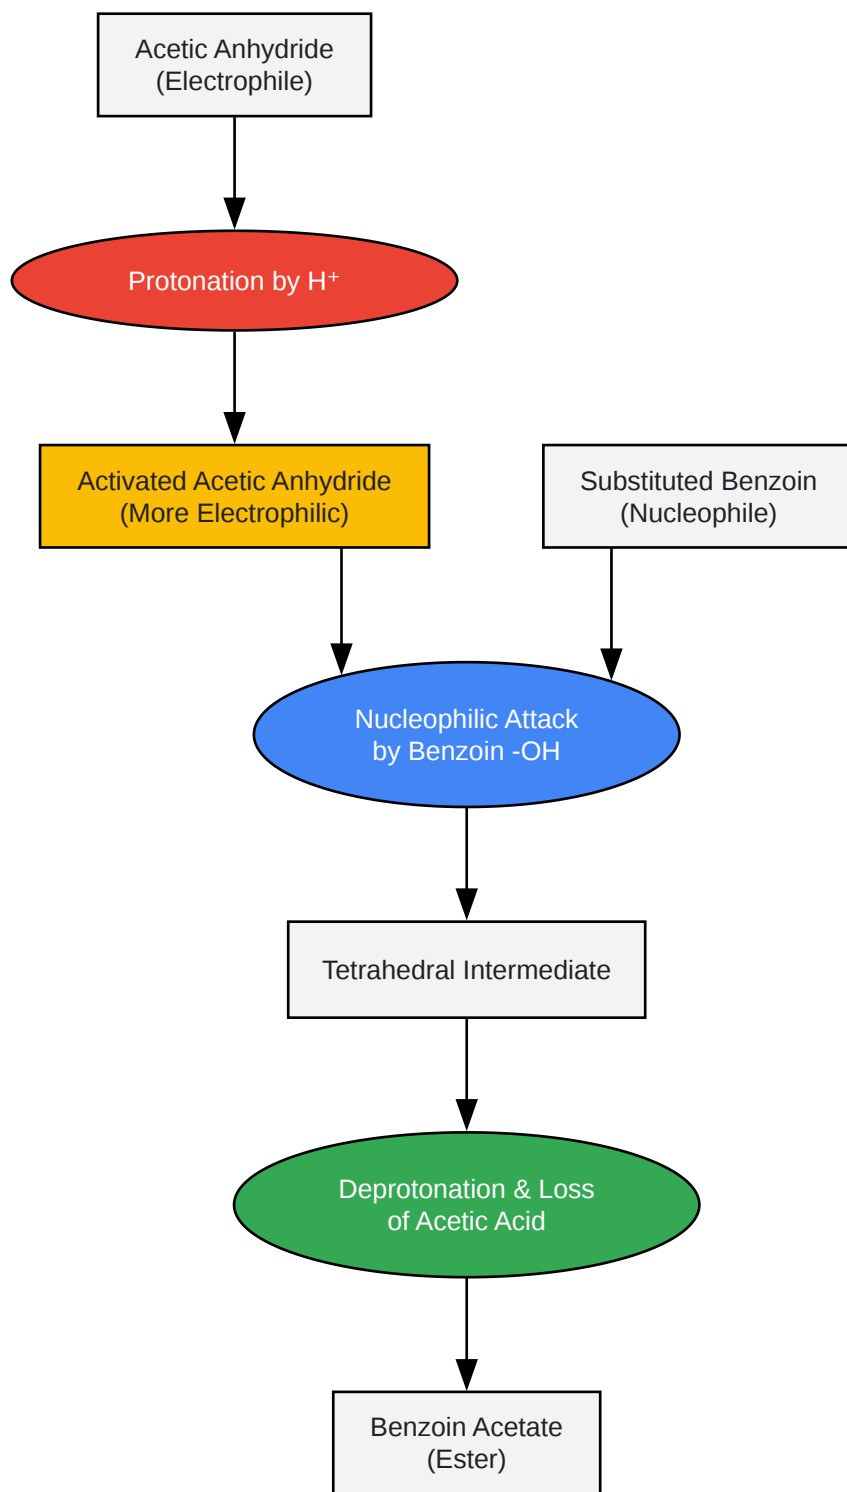 Acetic Anhydride
(Electrophile)
Protonation by H⁺
Activated Acetic Anhydride
(More Electrophilic)
Substituted Benzoin
(Nucleophile)
Nucleophilic Attack
by Benzoin -OH
Tetrahedral Intermediate
Deprotonation & Loss
of Acetic Acid
Benzoin Acetate
(Ester)